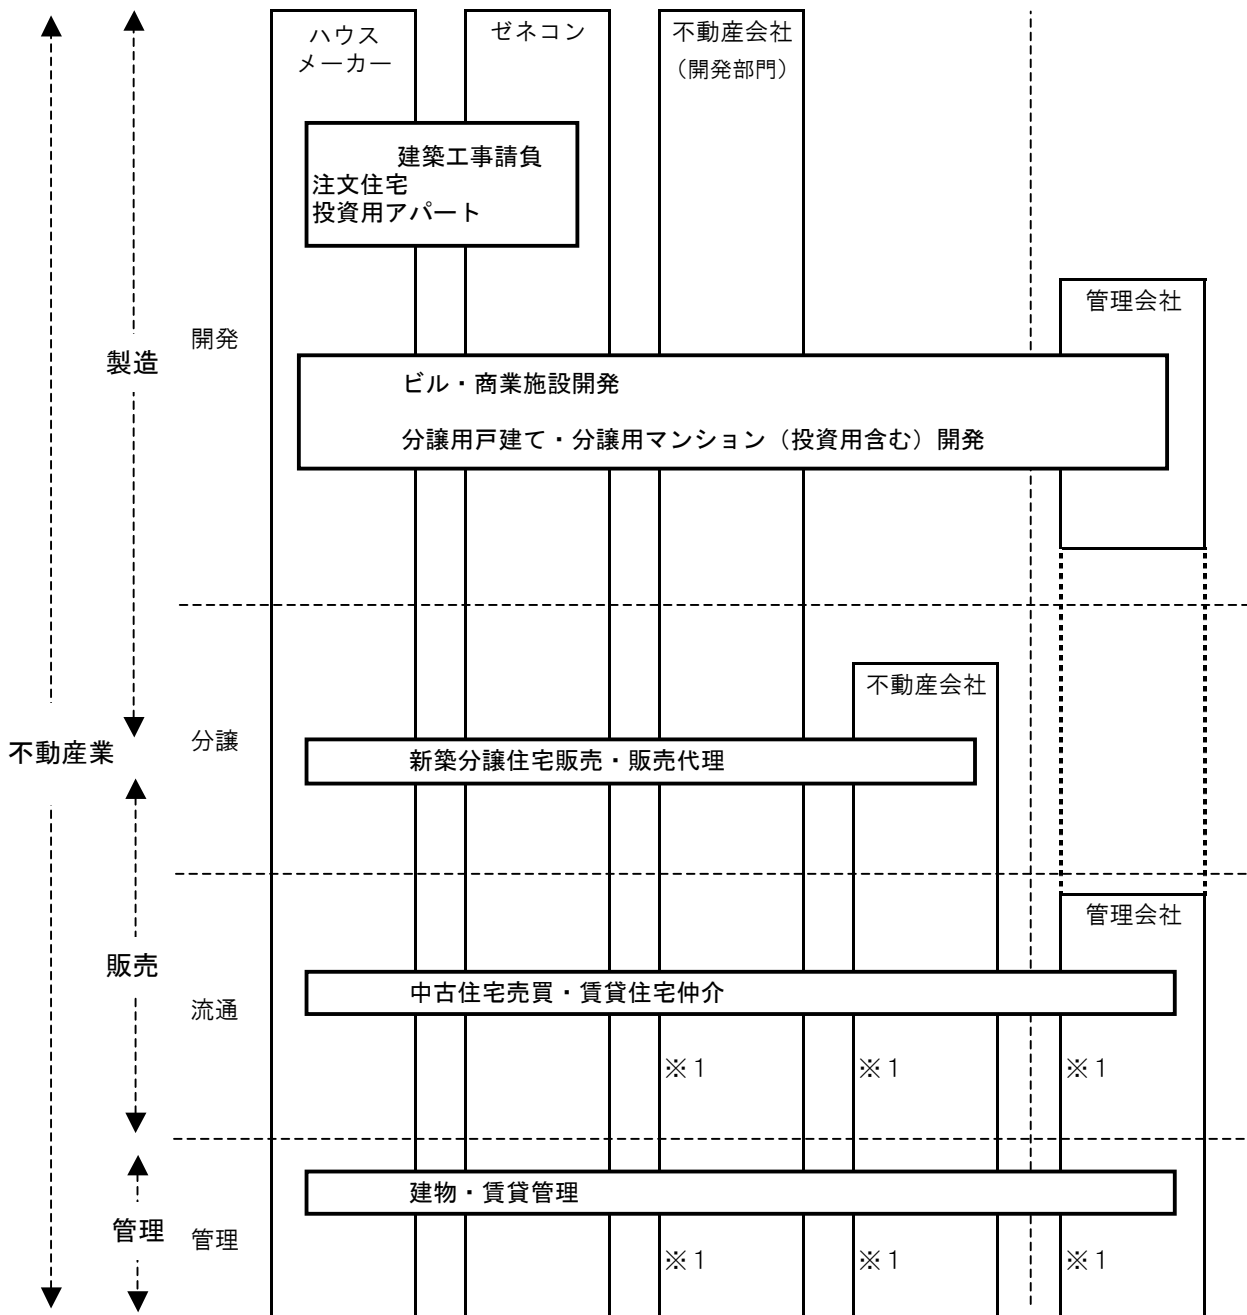 ハウス
メーカー
ゼネコン
不動産会社
（開発部門）
建築工事請負
注文住宅
投資用アパート
管理会社
製造
開発
ビル・商業施設開発
分譲用戸建て・分譲用マンション（投資用含む）開発
不動産会社
不動産業
分譲
新築分譲住宅販売・販売代理
管理会社
販売
流通
中古住宅売買・賃貸住宅仲介
※１
※１
※１
管理
管理
建物・賃貸管理
※１
※１
※１